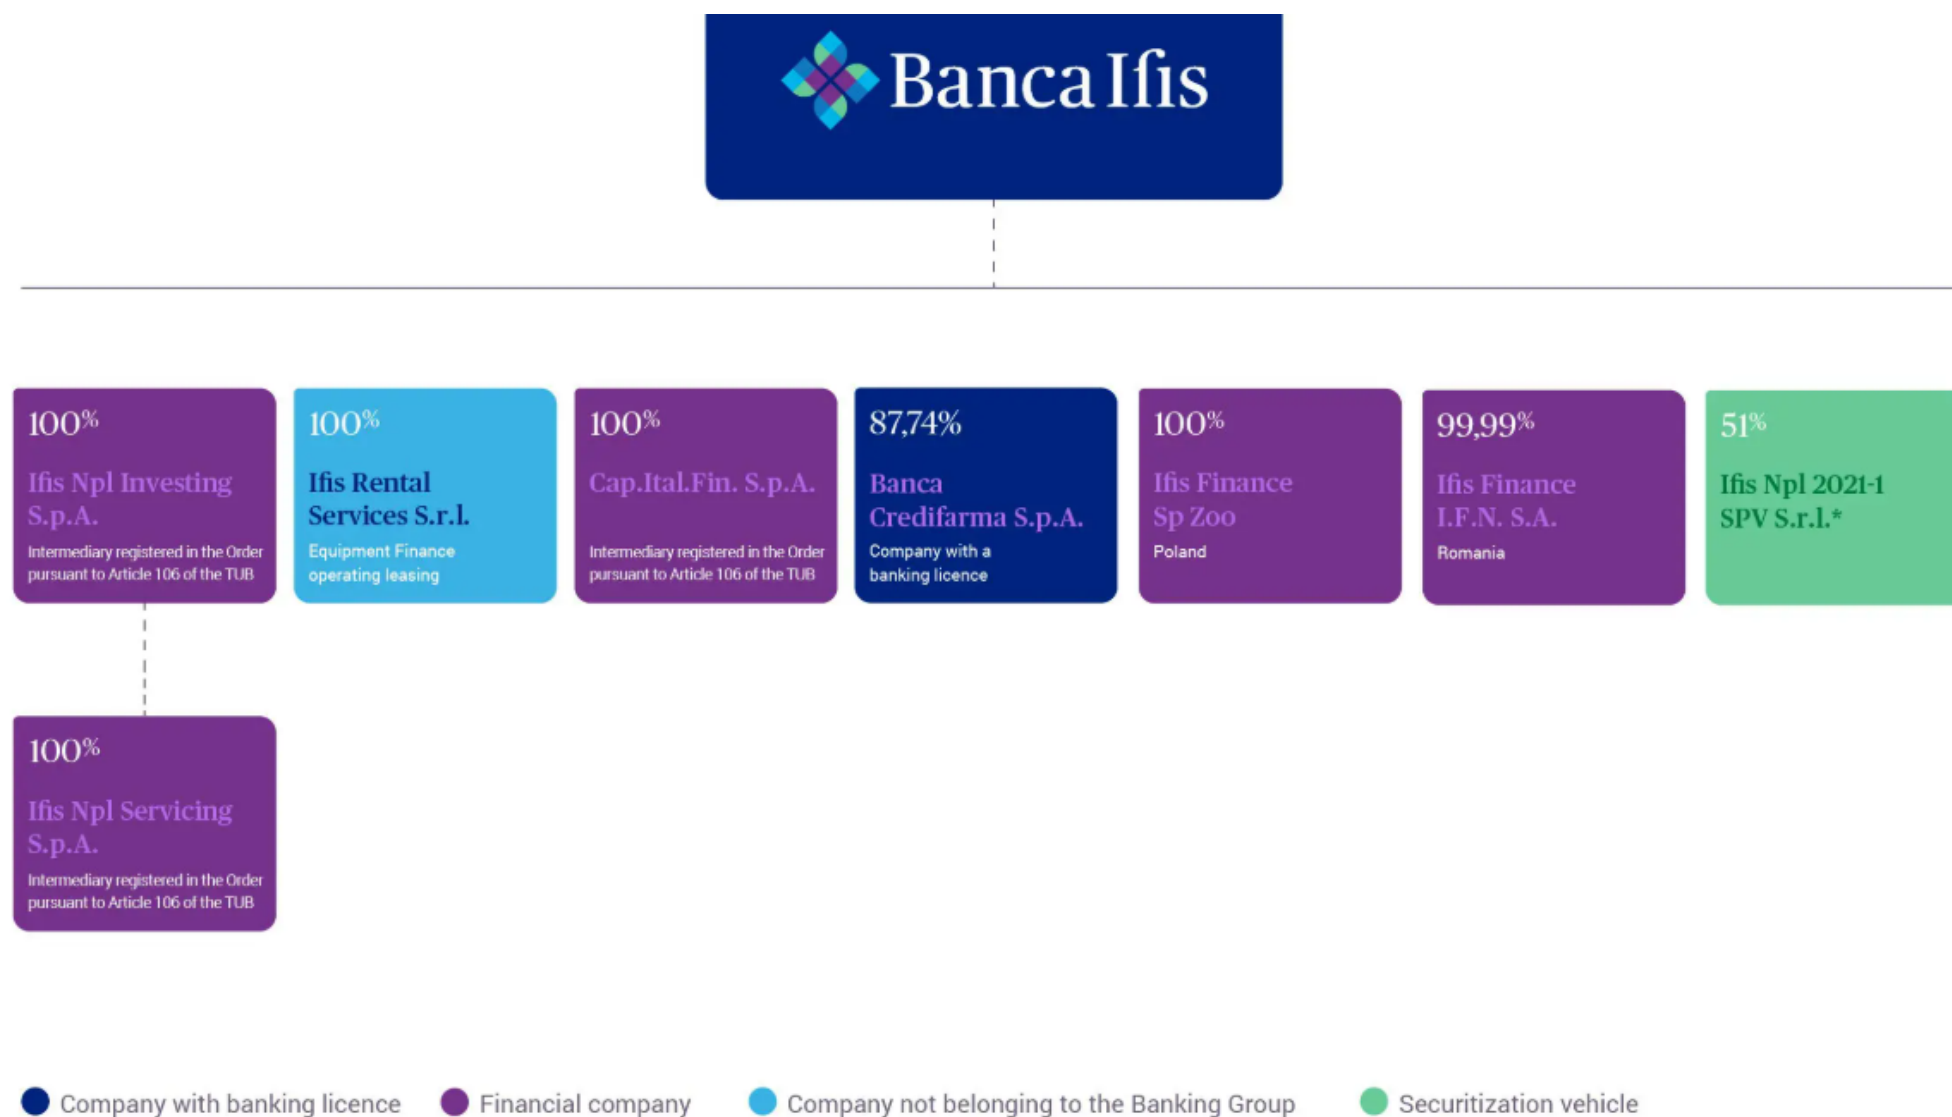 Banca Ifis
100%
Ifis Npl Investing
S.p.A.
Intermediary registered in the Order
pursuant to Article 106 of the TUB
100%
Ifis Rental
Services S.r.l.
Equipment Finance
operating leasing
100%
Cap.Ital.Fin. S.p.A.
Intermediary registered in the Order
pursuant to Article 106 of the TUB
87,74%
Banca
Credifarma S.p.A.
Company with a
banking licence
100%
Ifis Finance
Sp Zoo
Poland
99,99%
Ifis Finance
I.F.N. S.A.
Romania
51%
Ifis Npl 2021-1
SPV S.r.l.*
100%
Ifis Npl Servicing
S.p.A.
Intermediary registered in the Order
pursuant to Article 106 of the TUB
Company with banking licence
Financial company
Company not belonging to the Banking Group
Securitization vehicle